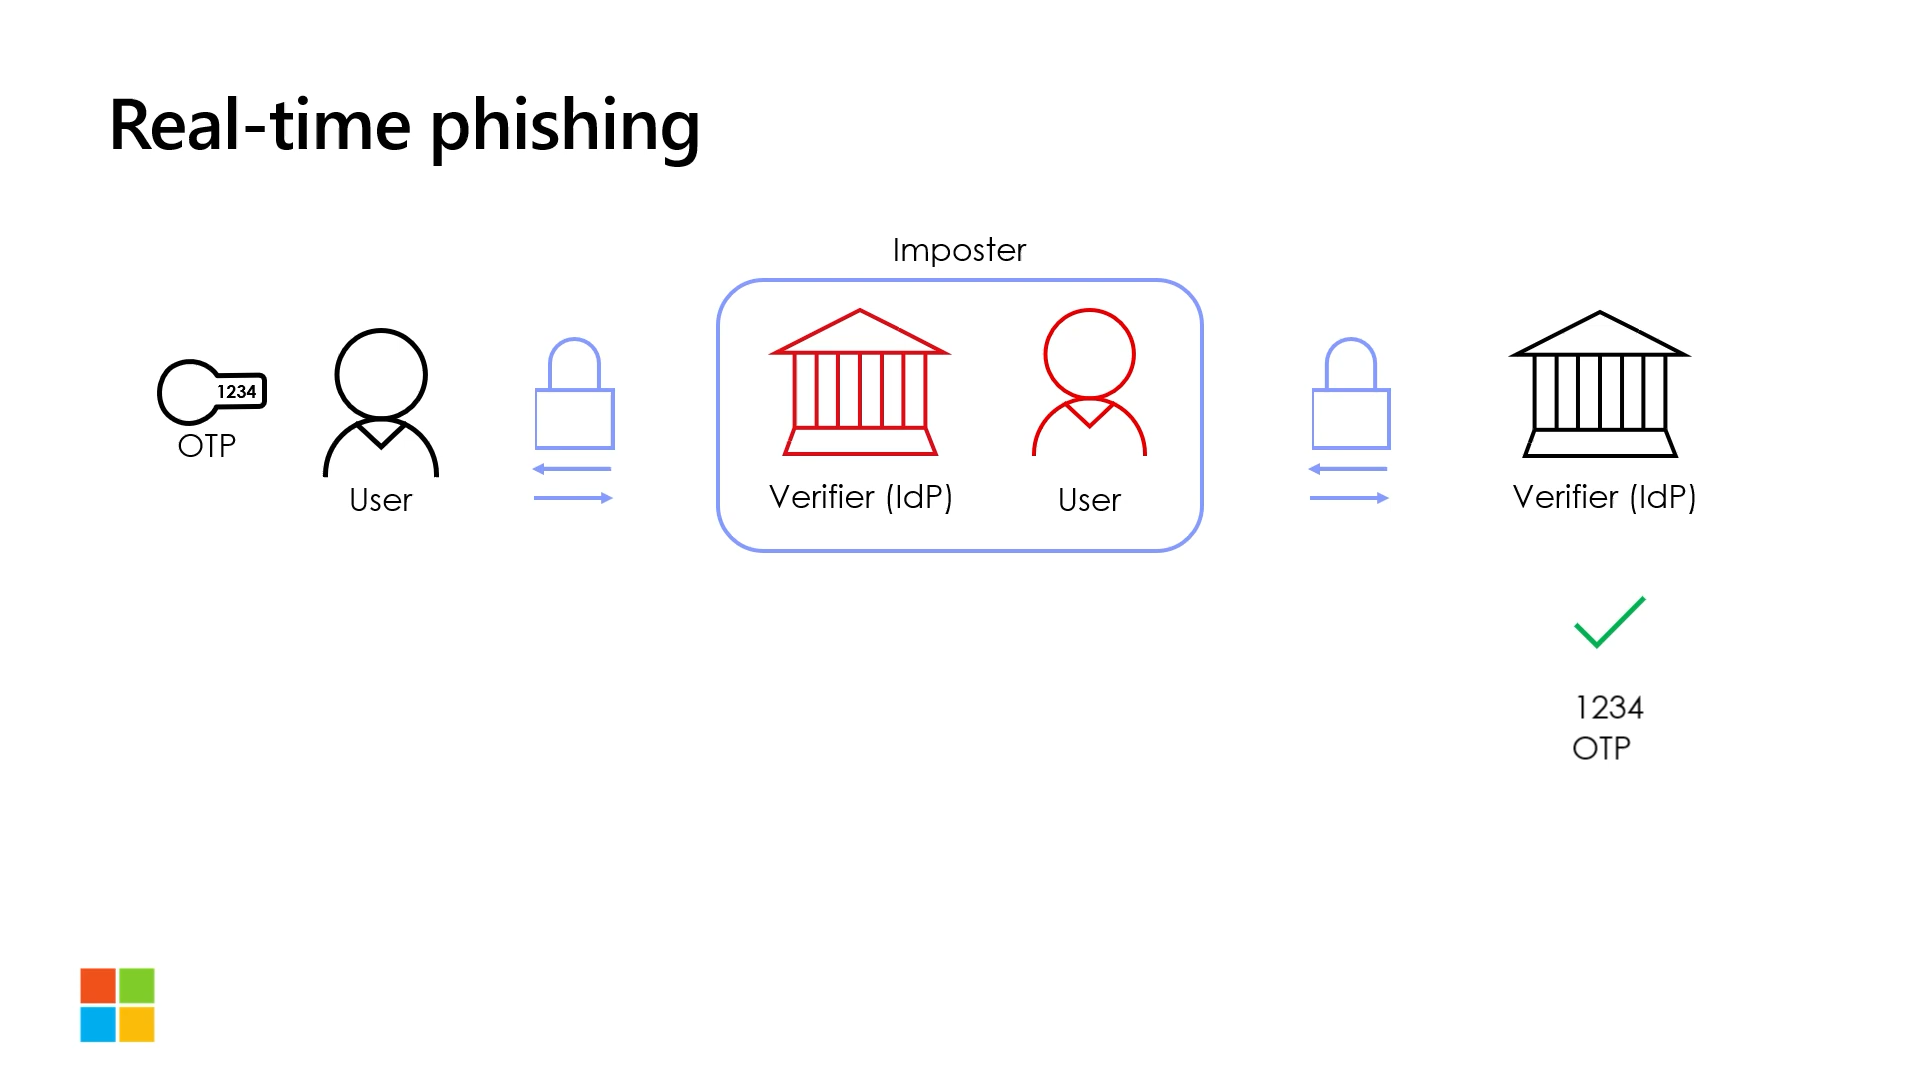 Real-time phishing
Imposter
1234
OTP
User
Verifier (IdP)
User
Verifier (IdP)
1234
OTP